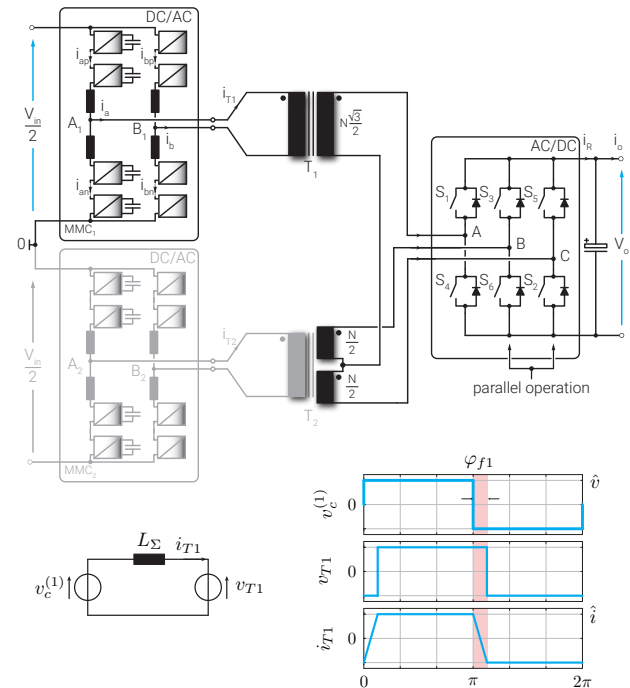 DC/AC
V_in/2
i_ap
i_bp
i_a
A_1
B_1
i_b
i_an
i_bn
MMC_1
0
i_T1
N √3/2
T_1
AC/DC
i_R
i_o
S_1
S_3
S_5
A
B
C
S_4
S_6
S_2
V_o
+
parallel operation
DC/AC
V_in/2
A_2
B_2
MMC_2
i_T2
N/2
N/2
T_2
φ_f1
v_c^(1)
0
v̂
v_T1
0
i_T1
0
î
0
π
2π
L_Σ
i_T1
v_c^(1)
v_T1